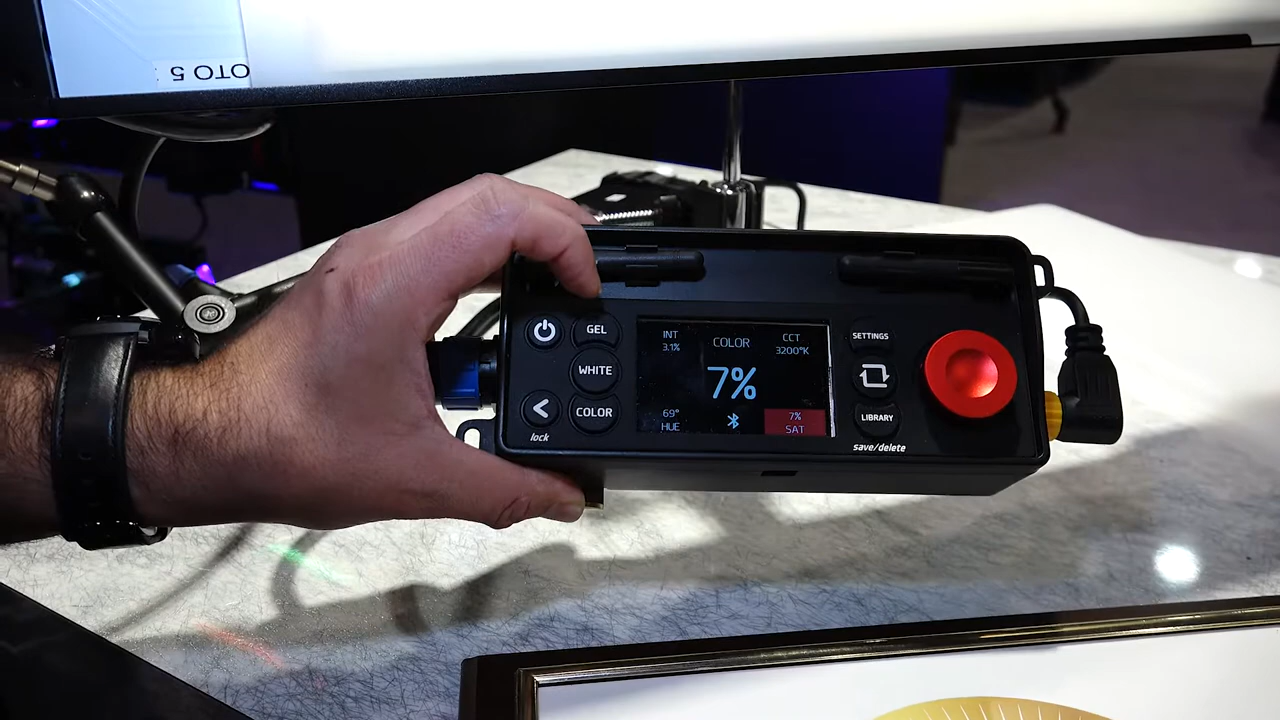 OTO 5
GEL
WHITE
COLOR
lock
INT
3.1%
COLOR
CCT
3200°K
7%
69°
HUE
7%
SAT
SETTINGS
LIBRARY
save/delete